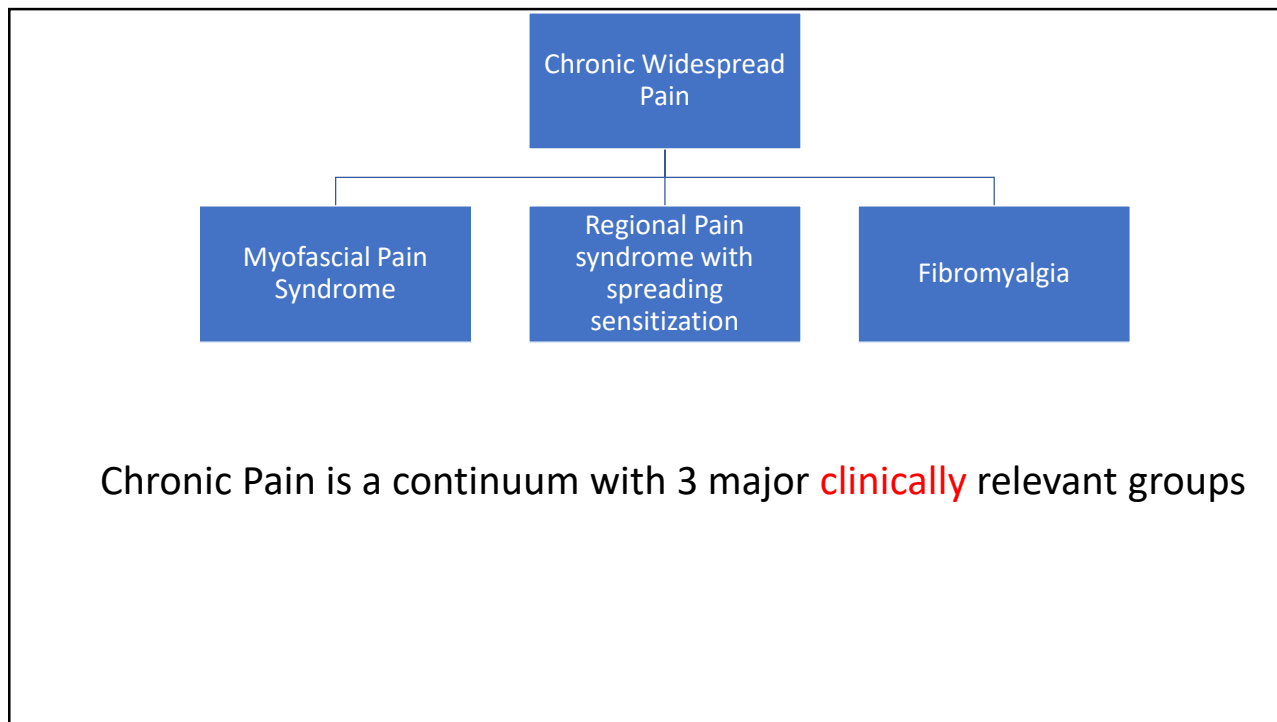 Chronic Widespread
Pain
Myofascial Pain
Syndrome
Regional Pain
syndrome with
spreading
sensitization
Fibromyalgia
Chronic Pain is a continuum with 3 major clinically relevant groups